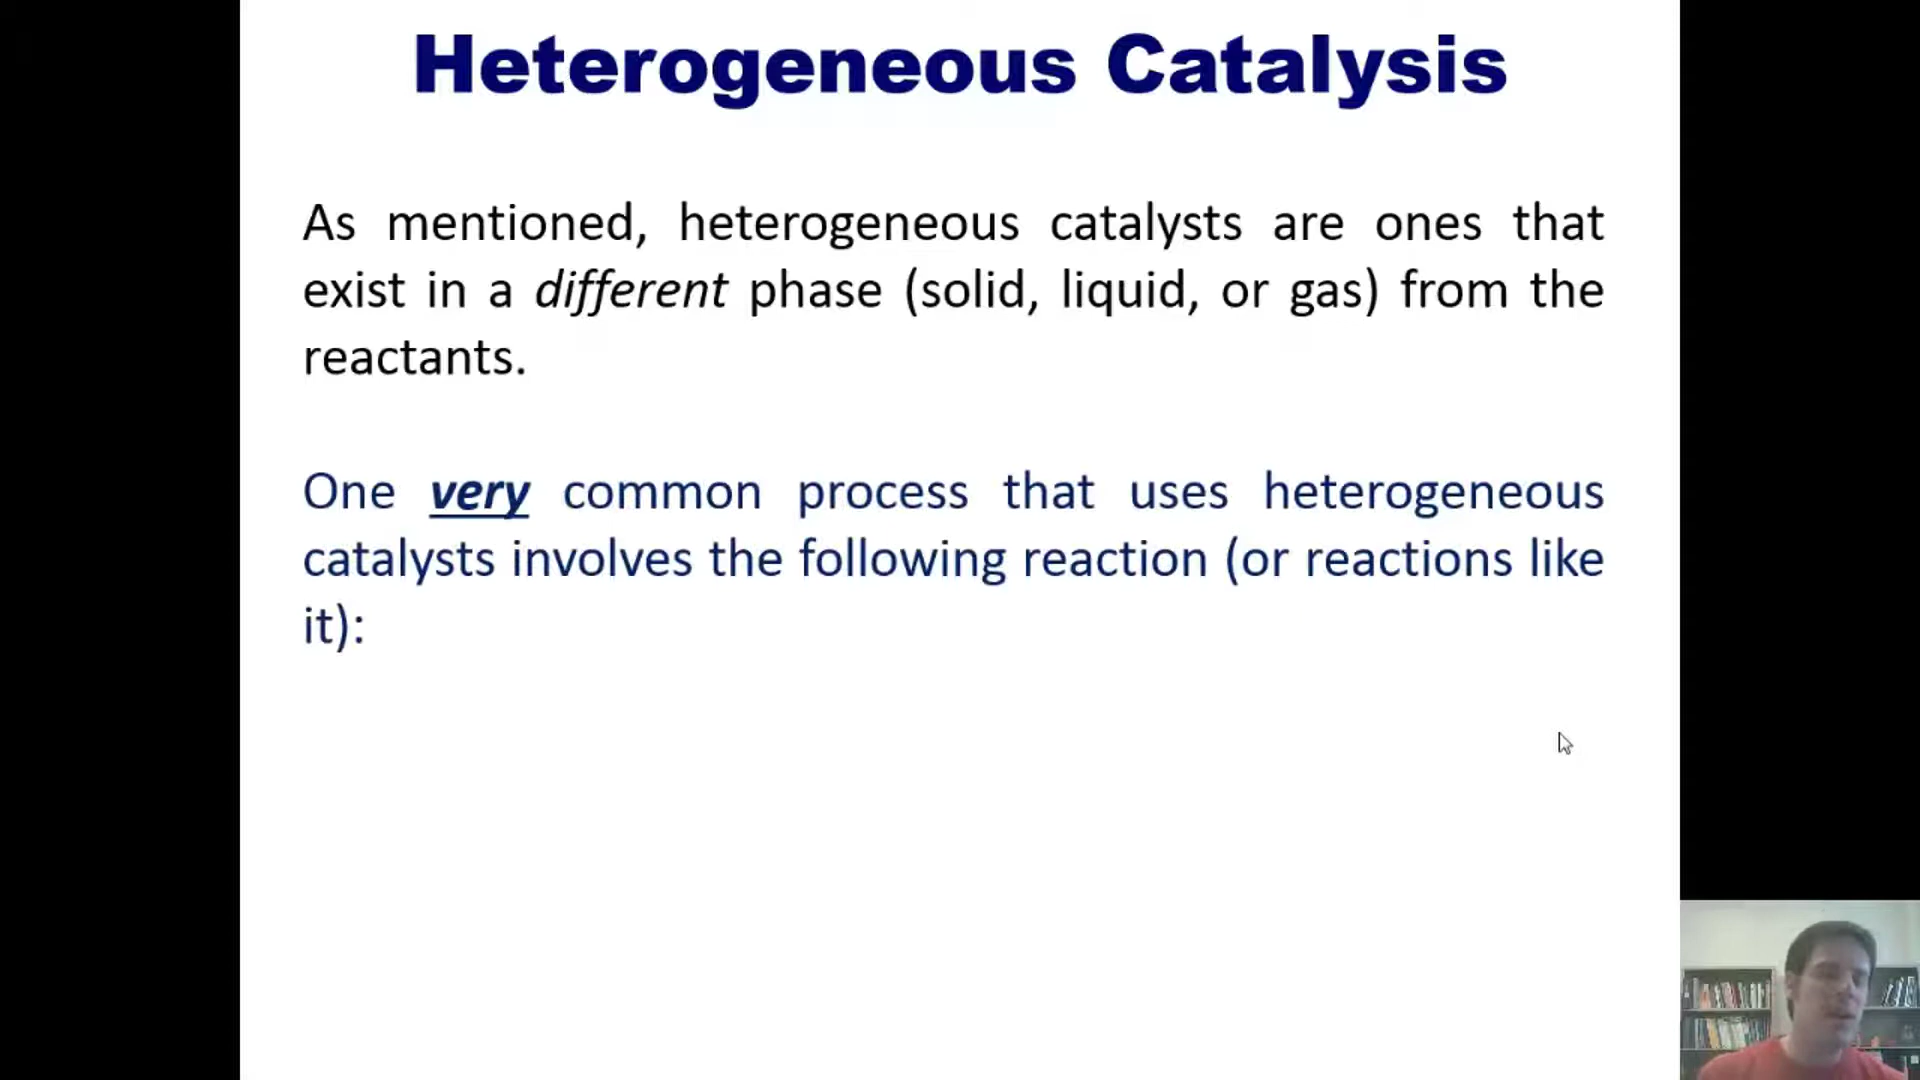 Heterogeneous Catalysis
As mentioned, heterogeneous catalysts are ones that
exist in a different phase (solid, liquid, or gas) from the
reactants.
One very common process that uses heterogeneous
catalysts involves the following reaction (or reactions like
it):